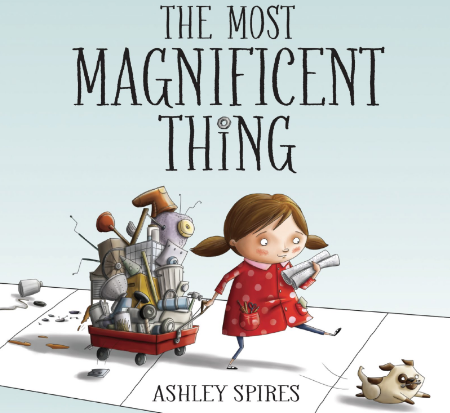 THE MOST
MAGNIFICENT
THiNG
ASHLEY SPIRES